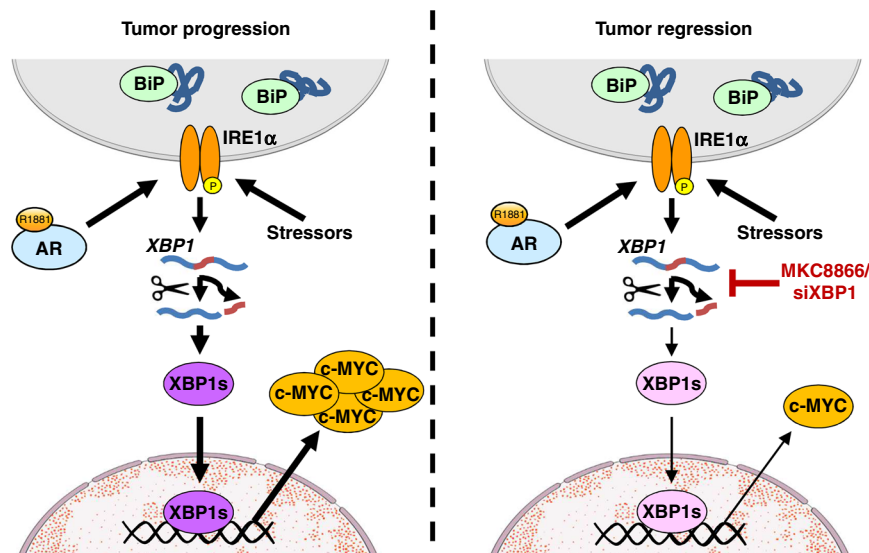 Tumor progression
BiP
BiP
IRE1α
P
R1881
AR
Stressors
XBP1
XBP1s
c-MYC
c-MYC
c-MYC
c-MYC
XBP1s
Tumor regression
BiP
BiP
IRE1α
P
R1881
AR
Stressors
XBP1
MKC8866/
siXBP1
XBP1s
c-MYC
XBP1s